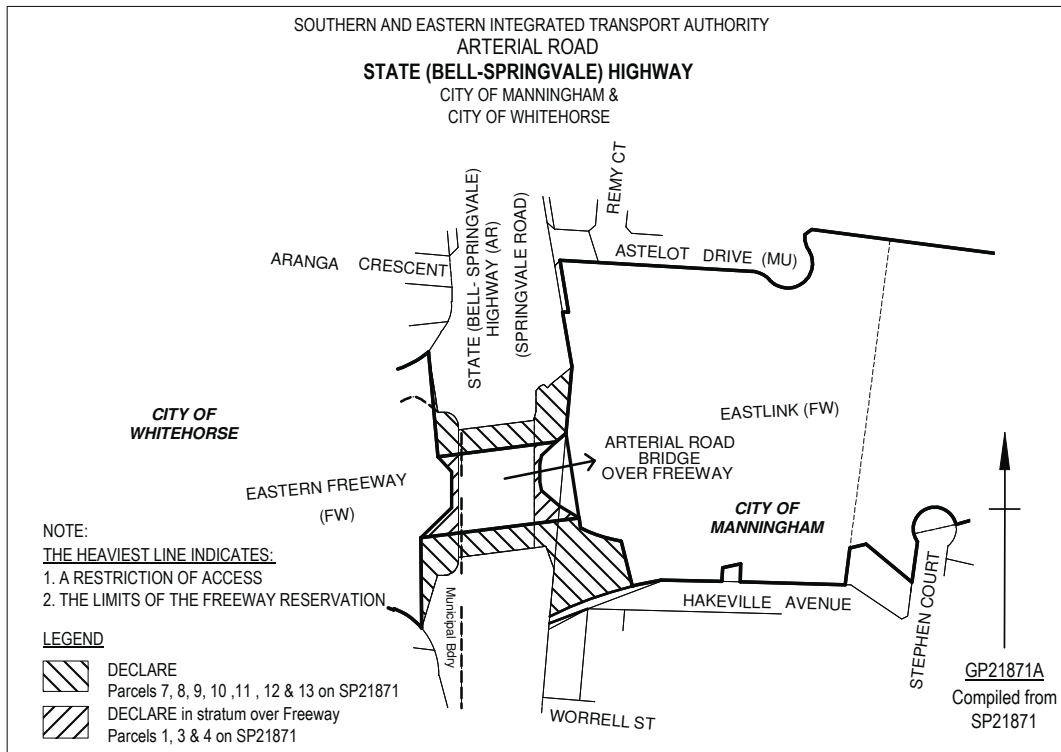 SOUTHERN AND EASTERN INTEGRATED TRANSPORT AUTHORITY
ARTERIAL ROAD
STATE (BELL-SPRINGVALE) HIGHWAY
CITY OF MANNINGHAM &
CITY OF WHITEHORSE
REMY CT
STATE (BELL- SPRINGVALE)
HIGHWAY (AR)
(SPRINGVALE ROAD)
ARANGA CRESCENT
ASTELOT DRIVE (MU)
CITY OF
WHITEHORSE
EASTLINK (FW)
ARTERIAL ROAD
BRIDGE
OVER FREEWAY
EASTERN FREEWAY
(FW)
CITY OF
MANNINGHAM
NOTE:
THE HEAVIEST LINE INDICATES:
1. A RESTRICTION OF ACCESS
2. THE LIMITS OF THE FREEWAY RESERVATION
Municipal Bdry
HAKEVILLE AVENUE
STEPHEN COURT
LEGEND
DECLARE
Parcels 7, 8, 9, 10 ,11 , 12 & 13 on SP21871
DECLARE in stratum over Freeway
Parcels 1, 3 & 4 on SP21871
WORRELL ST
GP21871A
Compiled from
SP21871